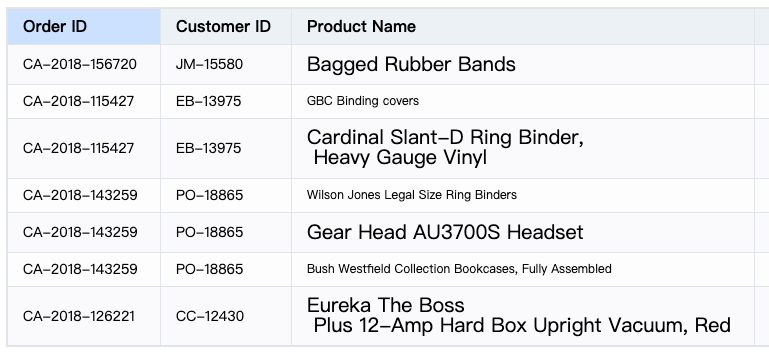 Order ID Customer ID Product Name
CA-2018-156720 JM-15580 Bagged Rubber Bands
CA-2018-115427 EB-13975 GBC Binding covers
CA-2018-115427 EB-13975 Cardinal Slant-D Ring Binder,
Heavy Gauge Vinyl
CA-2018-143259 PO-18865 Wilson Jones Legal Size Ring Binders
CA-2018-143259 PO-18865 Gear Head AU3700S Headset
CA-2018-143259 PO-18865 Bush Westfield Collection Bookcases, Fully Assembled
CA-2018-126221 CC-12430 Eureka The Boss
Plus 12-Amp Hard Box Upright Vacuum, Red